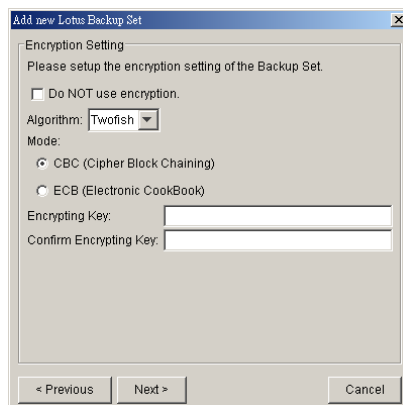 Add new Lotus Backup Set
Encryption Setting
Please setup the encryption setting of the Backup Set.
Do NOT use encryption.
Algorithm: Twofish
Mode:
CBC (Cipher Block Chaining)
ECB (Electronic CookBook)
Encrypting Key:
Confirm Encrypting Key:
< Previous Next > Cancel